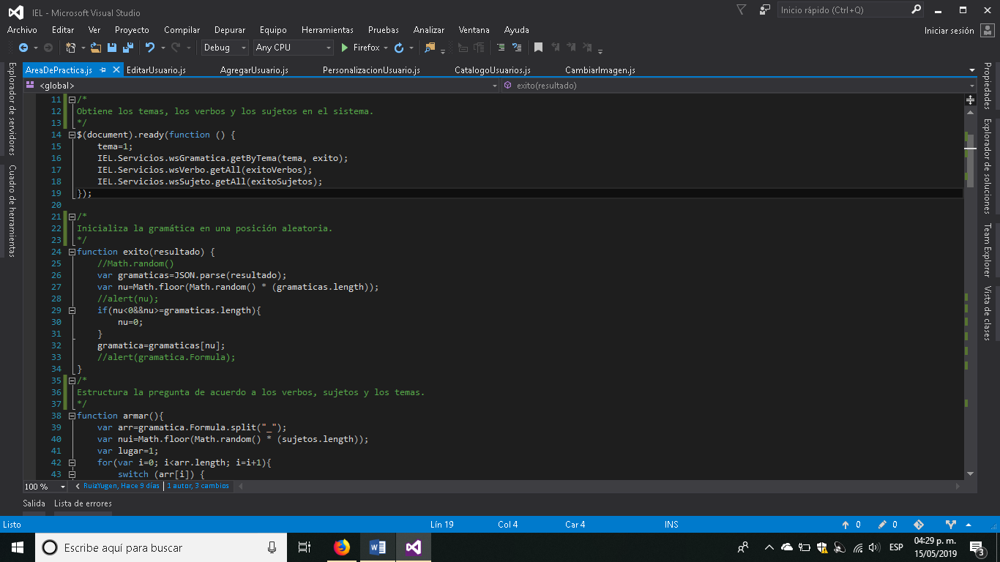 IEL - Microsoft Visual Studio
Inicio rápido (Ctrl+Q)
Archivo Editar Ver Proyecto Compilar Depurar Equipo Herramientas Pruebas Analizar Ventana Ayuda
Iniciar sesión
Debug Any CPU Firefox
AreaDePractica.js EditarUsuario.js AgregarUsuario.js PersonalizacionUsuario.js CatalogoUsuarios.js CambiarImagen.js
<global> exito(resultado)
Explorador de servidores
Cuadro de herramientas
11 /*
12 Obtiene los temas, los verbos y los sujetos en el sistema.
13 */
14 $(document).ready(function () {
15 tema=1;
16 IEL.Servicios.wsGramatica.getByTema(tema, exito);
17 IEL.Servicios.wsVerbo.getAll(exitoVerbos);
18 IEL.Servicios.wsSujeto.getAll(exitoSujetos);
19 });
20
21 /*
22 Inicializa la gramática en una posición aleatoria.
23 */
24 function exito(resultado) {
25 //Math.random()
26 var gramaticas=JSON.parse(resultado);
27 var nu=Math.floor(Math.random() * (gramaticas.length));
28 //alert(nu);
29 if(nu<0&&nu>=gramaticas.length){
30 nu=0;
31 }
32 gramatica=gramaticas[nu];
33 //alert(gramatica.Formula);
34 }
35 /*
36 Estructura la pregunta de acuerdo a los verbos, sujetos y los temas.
37 */
38 function armar(){
39 var arr=gramatica.Formula.split("_");
40 var nui=Math.floor(Math.random() * (sujetos.length));
41 var lugar=1;
42 for(var i=0; i<arr.length; i=i+1){
43 switch (arr[i]) {
Propiedades
Explorador de soluciones
Team Explorer
Vista de clases
100 % RuizYugen, Hace 9 días | 1 autor, 3 cambios
Salida Lista de errores
Listo Lín 19 Col 4 Car 4 INS 0 0
Escribe aquí para buscar
ESP
04:29 p. m.
15/05/2019
3